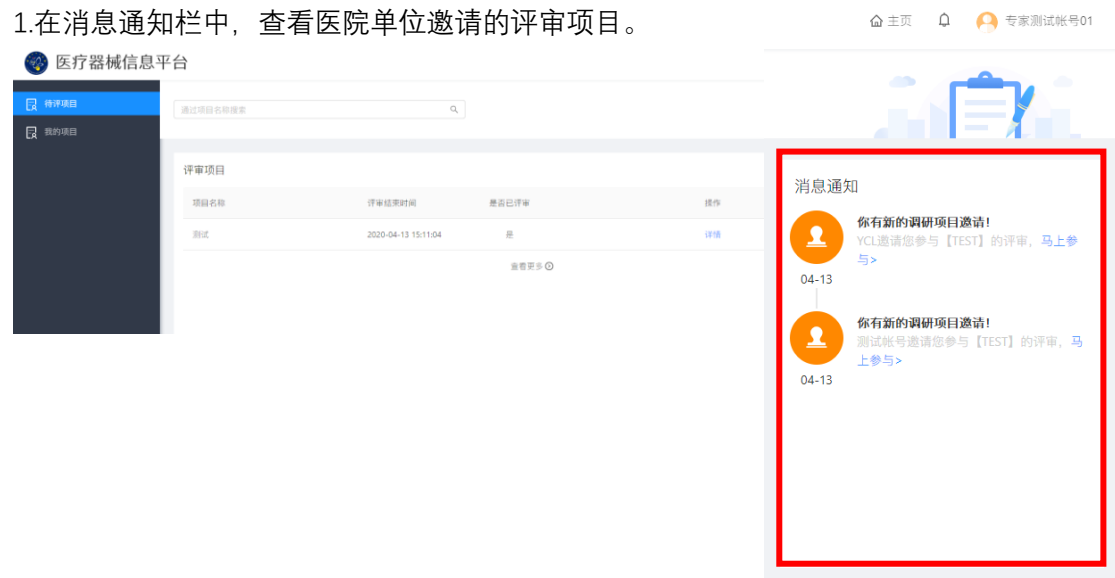 1.在消息通知栏中，查看医院单位邀请的评审项目。
主页
专家测试帐号01
医疗器械信息平台
待评项目
我的项目
通过项目名称搜索
评审项目
项目名称 评审结束时间 是否已评审 操作
测试 2020-04-13 15:11:04 是 详情
查看更多
消息通知
你有新的调研项目邀请！
YCL邀请您参与【TEST】的评审，马上参
与>
04-13
你有新的调研项目邀请！
测试帐号邀请您参与【TEST】的评审，马
上参与>
04-13